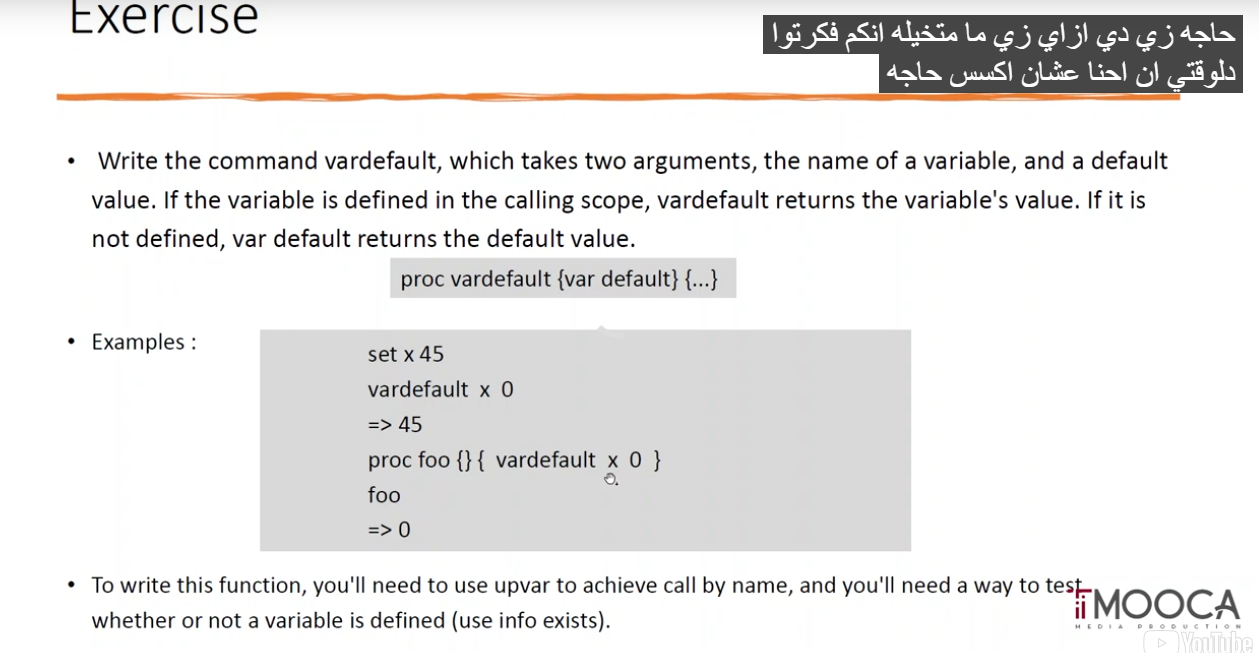 Exercise
حاجه زي دي ازاي زي ما متخيله انكم فكرتوا
دلوقتي ان احنا عشان اكسس حاجه
• Write the command vardefault, which takes two arguments, the name of a variable, and a default
value. If the variable is defined in the calling scope, vardefault returns the variable's value. If it is
not defined, var default returns the default value.
proc vardefault {var default} {...}
• Examples :
set x 45
vardefault x 0
=> 45
proc foo {} { vardefault x 0 }
foo
=> 0
• To write this function, you'll need to use upvar to achieve call by name, and you'll need a way to test
whether or not a variable is defined (use info exists).
MOOCA
MEDIA PRODUCTION
YouTube